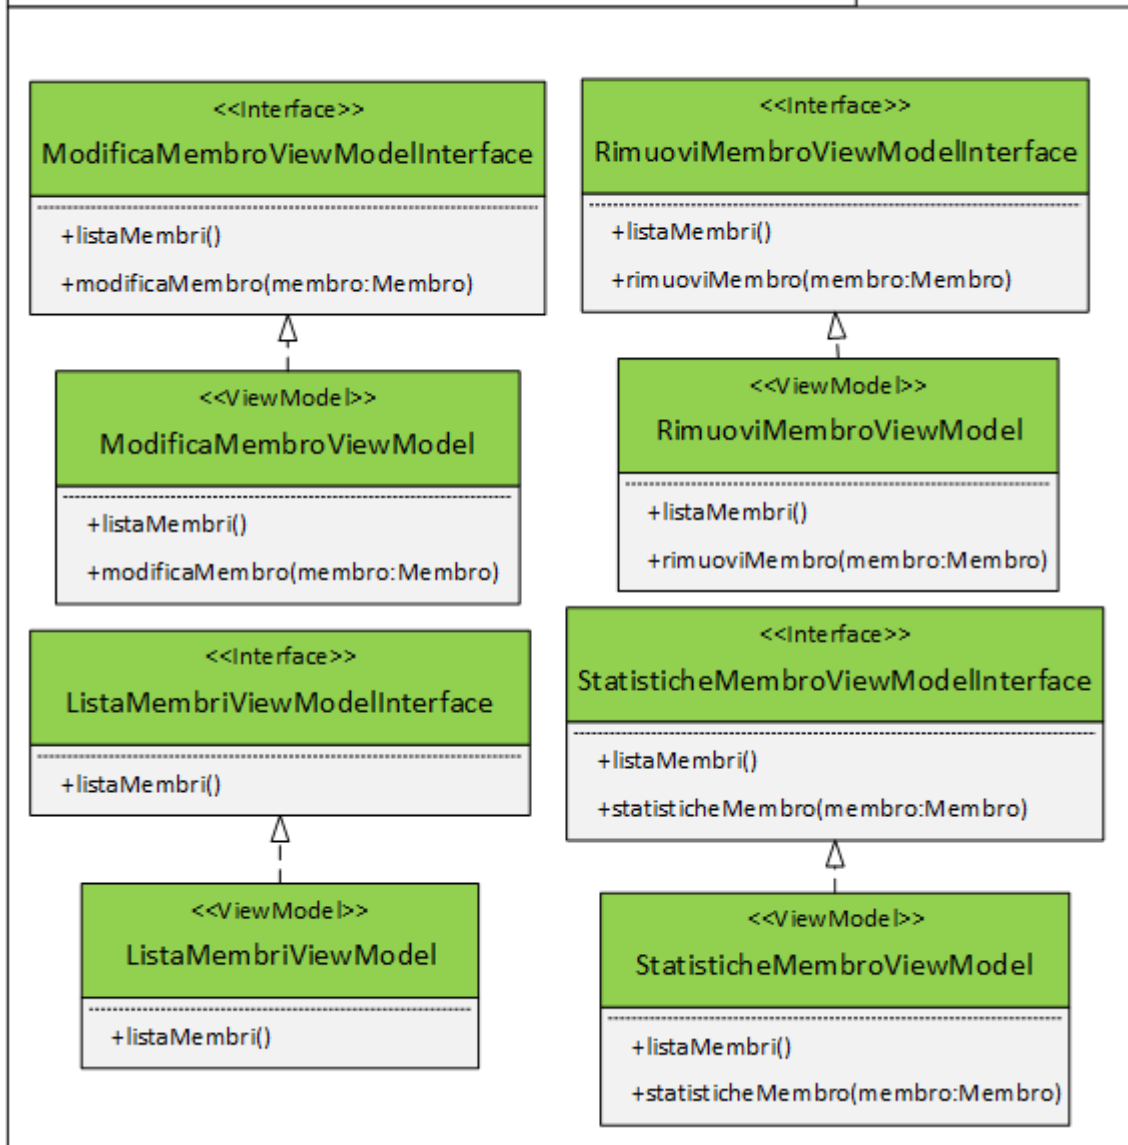 <<Interface>>
ModificaMembroViewModelInterface
+listaMembri()
+modificaMembro(membro:Membro)
<<Interface>>
RimuoviMembroViewModelInterface
+listaMembri()
+rimuoviMembro(membro:Membro)
<<ViewModel>>
ModificaMembroViewModel
+listaMembri()
+modificaMembro(membro:Membro)
<<ViewModel>>
RimuoviMembroViewModel
+listaMembri()
+rimuoviMembro(membro:Membro)
<<Interface>>
ListaMembriViewModelInterface
+listaMembri()
<<Interface>>
StatisticheMembroViewModelInterface
+listaMembri()
+statisticheMembro(membro:Membro)
<<ViewModel>>
ListaMembriViewModel
+listaMembri()
<<ViewModel>>
StatisticheMembroViewModel
+listaMembri()
+statisticheMembro(membro:Membro)